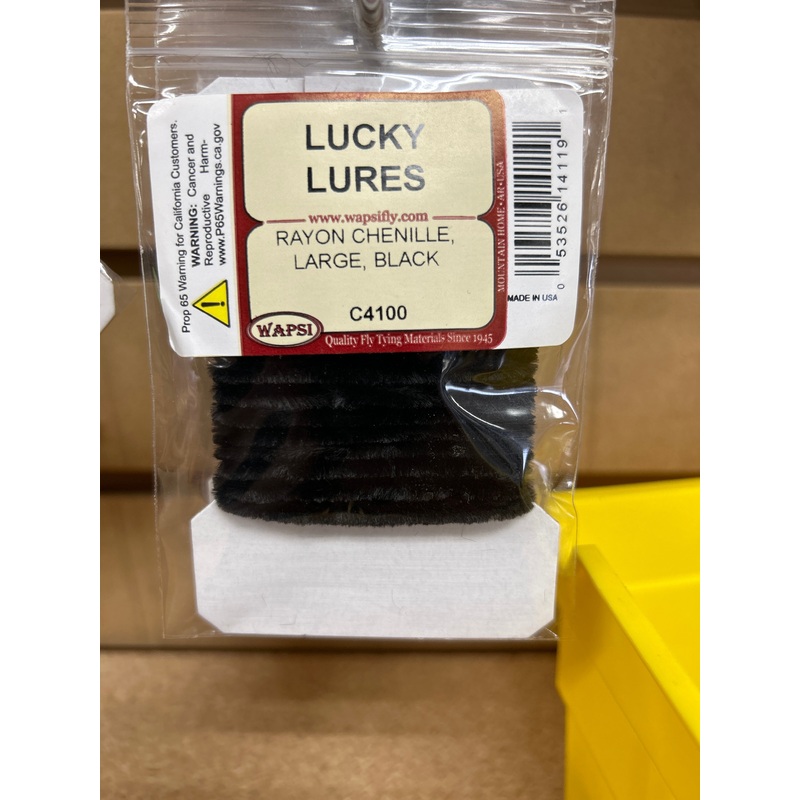 Prop 65 Warning for California Customers.
WARNING: Cancer and
Reproductive Harm-
www.P65Warnings.ca.gov
LUCKY
LURES
www.wapsifly.com
RAYON CHENILLE,
LARGE, BLACK
C4100
WAPSI
Quality Fly Tying Materials Since 1945
MOUNTAIN HOME • AR • USA
0 53526 14119 1
MADE IN USA